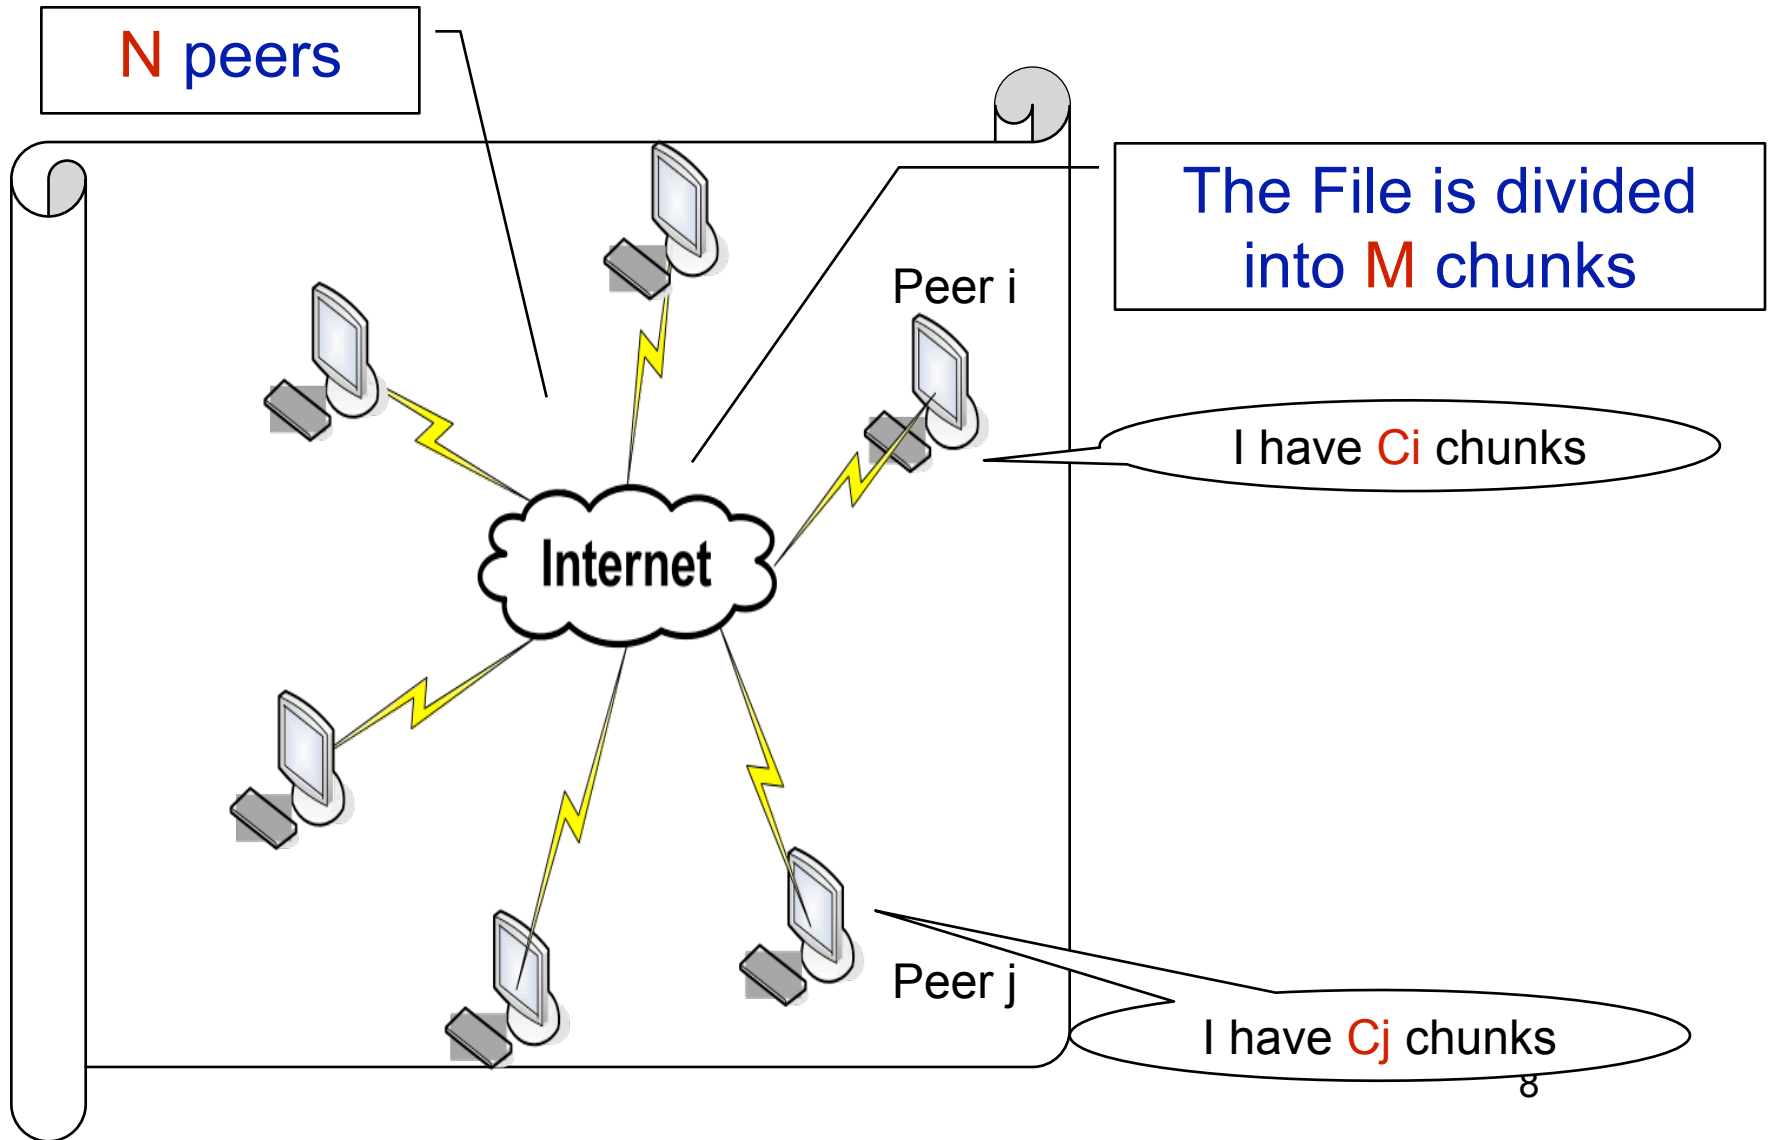 N peers
The File is divided
into M chunks
Peer i
I have Ci chunks
Internet
Peer j
I have Cj chunks
8